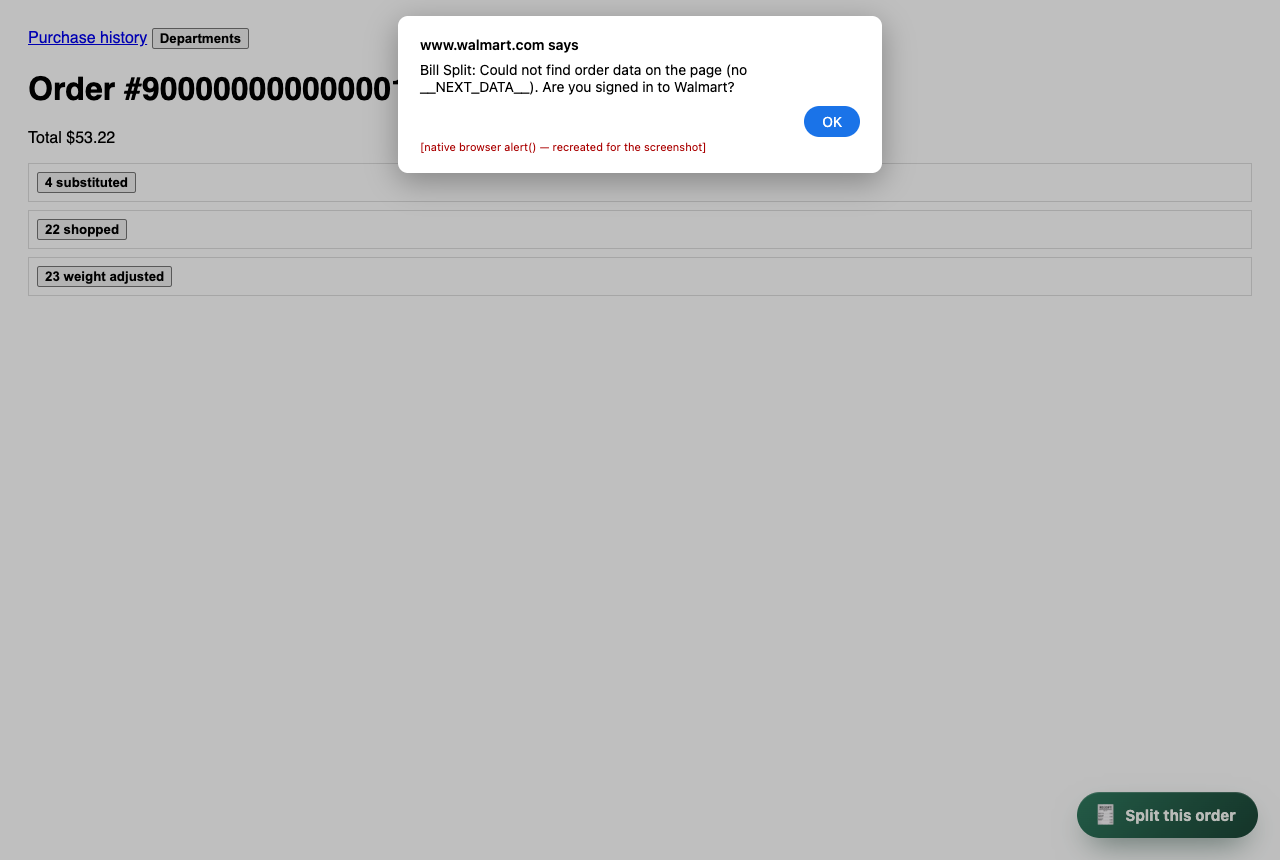 Purchase history Departments
www.walmart.com says
Bill Split: Could not find order data on the page (no
__NEXT_DATA__). Are you signed in to Walmart?
OK
[native browser alert() — recreated for the screenshot]
Order #900000000000001
Total $53.22
4 substituted
22 shopped
23 weight adjusted
Split this order